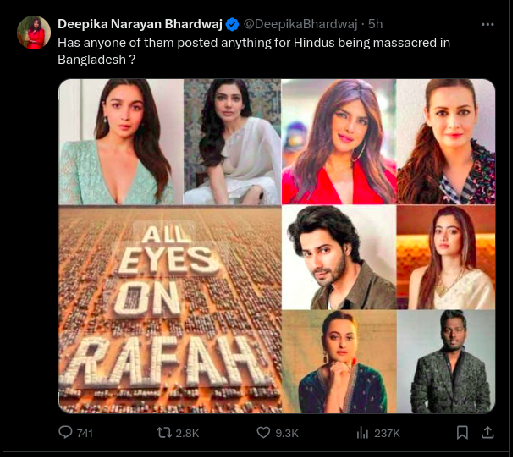 Deepika Narayan Bhardwaj @DeepikaBhardwaj · 5h
Has anyone of them posted anything for Hindus being massacred in
Bangladesh ?
ALL
EYES
ON
RAFAH
741 2.8K 9.3K 237K